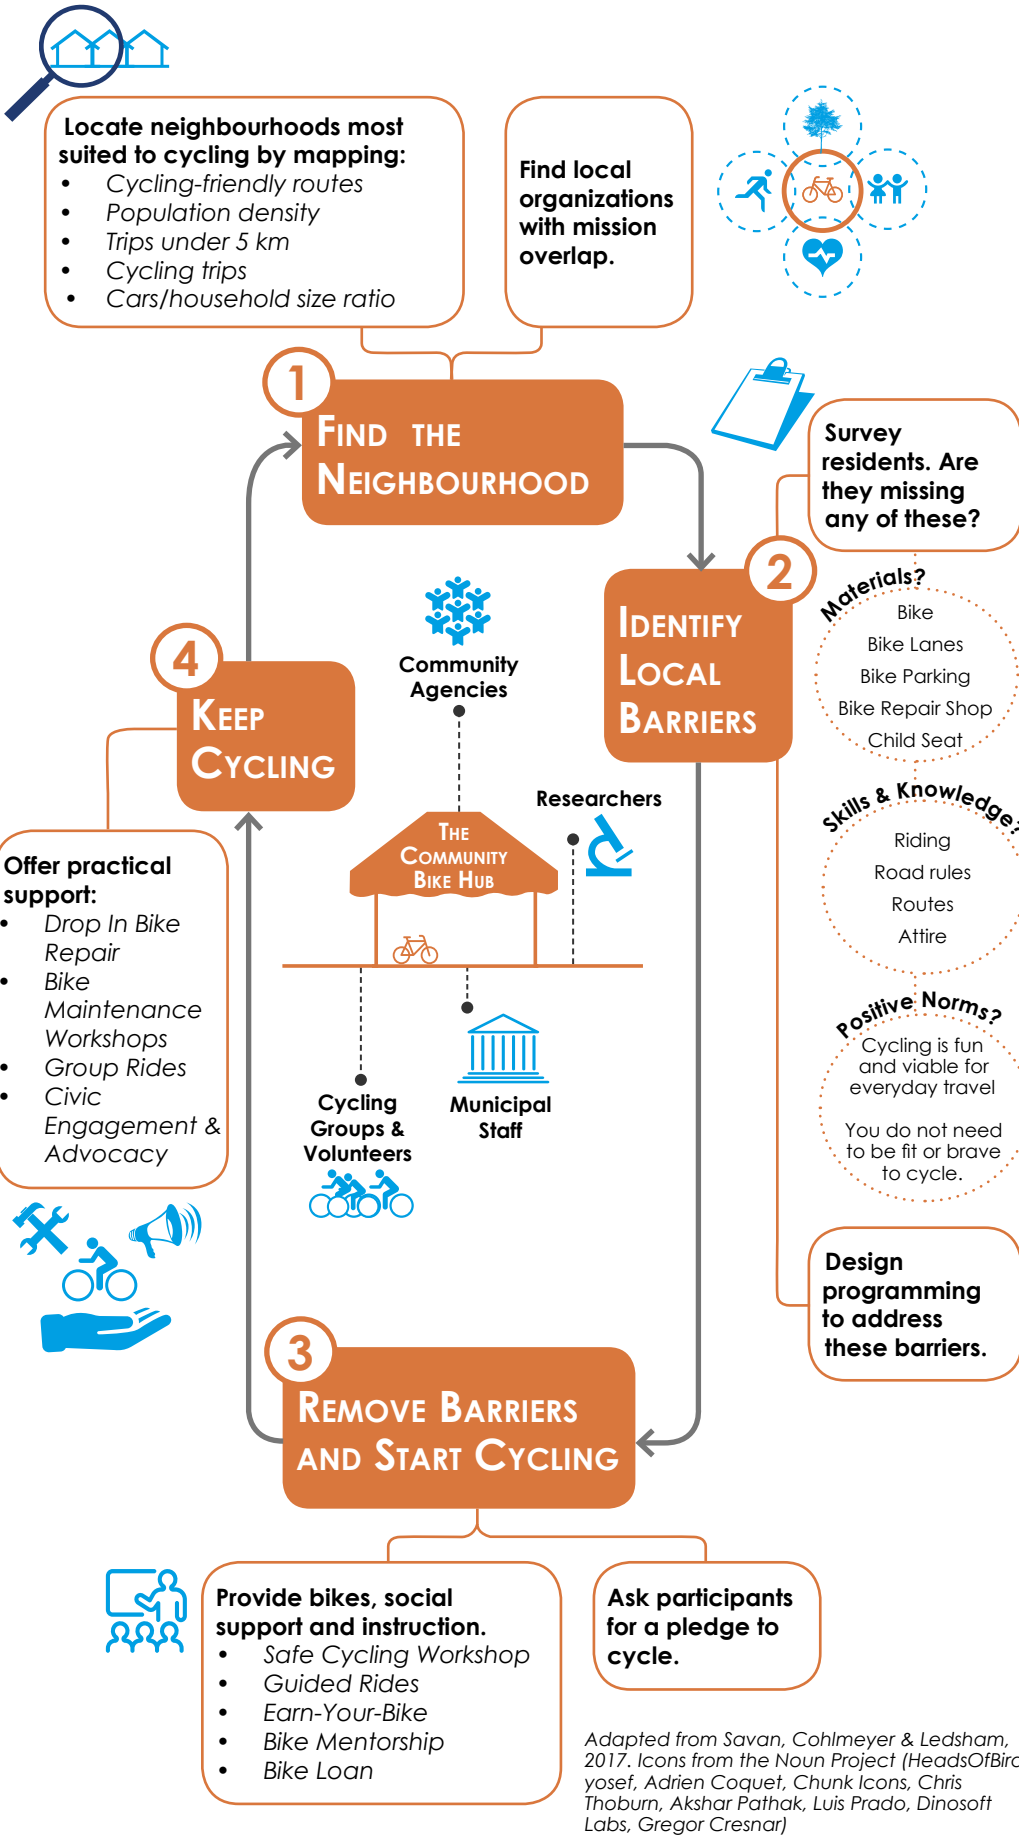 Locate neighbourhoods most
suited to cycling by mapping:
• Cycling-friendly routes
• Population density
• Trips under 5 km
• Cycling trips
• Cars/household size ratio
Find local
organizations
with mission
overlap.
1
FIND THE
NEIGHBOURHOOD
Survey
residents. Are
they missing
any of these?
2
IDENTIFY
LOCAL
BARRIERS
Materials?
Bike
Bike Lanes
Bike Parking
Bike Repair Shop
Child Seat
Skills & Knowledge?
Riding
Road rules
Routes
Attire
Positive Norms?
Cycling is fun
and viable for
everyday travel
You do not need
to be fit or brave
to cycle.
Design
programming
to address
these barriers.
4
KEEP
CYCLING
Offer practical
support:
• Drop In Bike
Repair
• Bike
Maintenance
Workshops
• Group Rides
• Civic
Engagement &
Advocacy
Community
Agencies
Researchers
THE
COMMUNITY
BIKE HUB
Cycling
Groups &
Volunteers
Municipal
Staff
3
REMOVE BARRIERS
AND START CYCLING
Provide bikes, social
support and instruction.
• Safe Cycling Workshop
• Guided Rides
• Earn-Your-Bike
• Bike Mentorship
• Bike Loan
Ask participants
for a pledge to
cycle.
Adapted from Savan, Cohlmeyer & Ledsham,
2017. Icons from the Noun Project (HeadsOfBird
yosef, Adrien Coquet, Chunk Icons, Chris
Thoburn, Akshar Pathak, Luis Prado, Dinosoft
Labs, Gregor Cresnar)